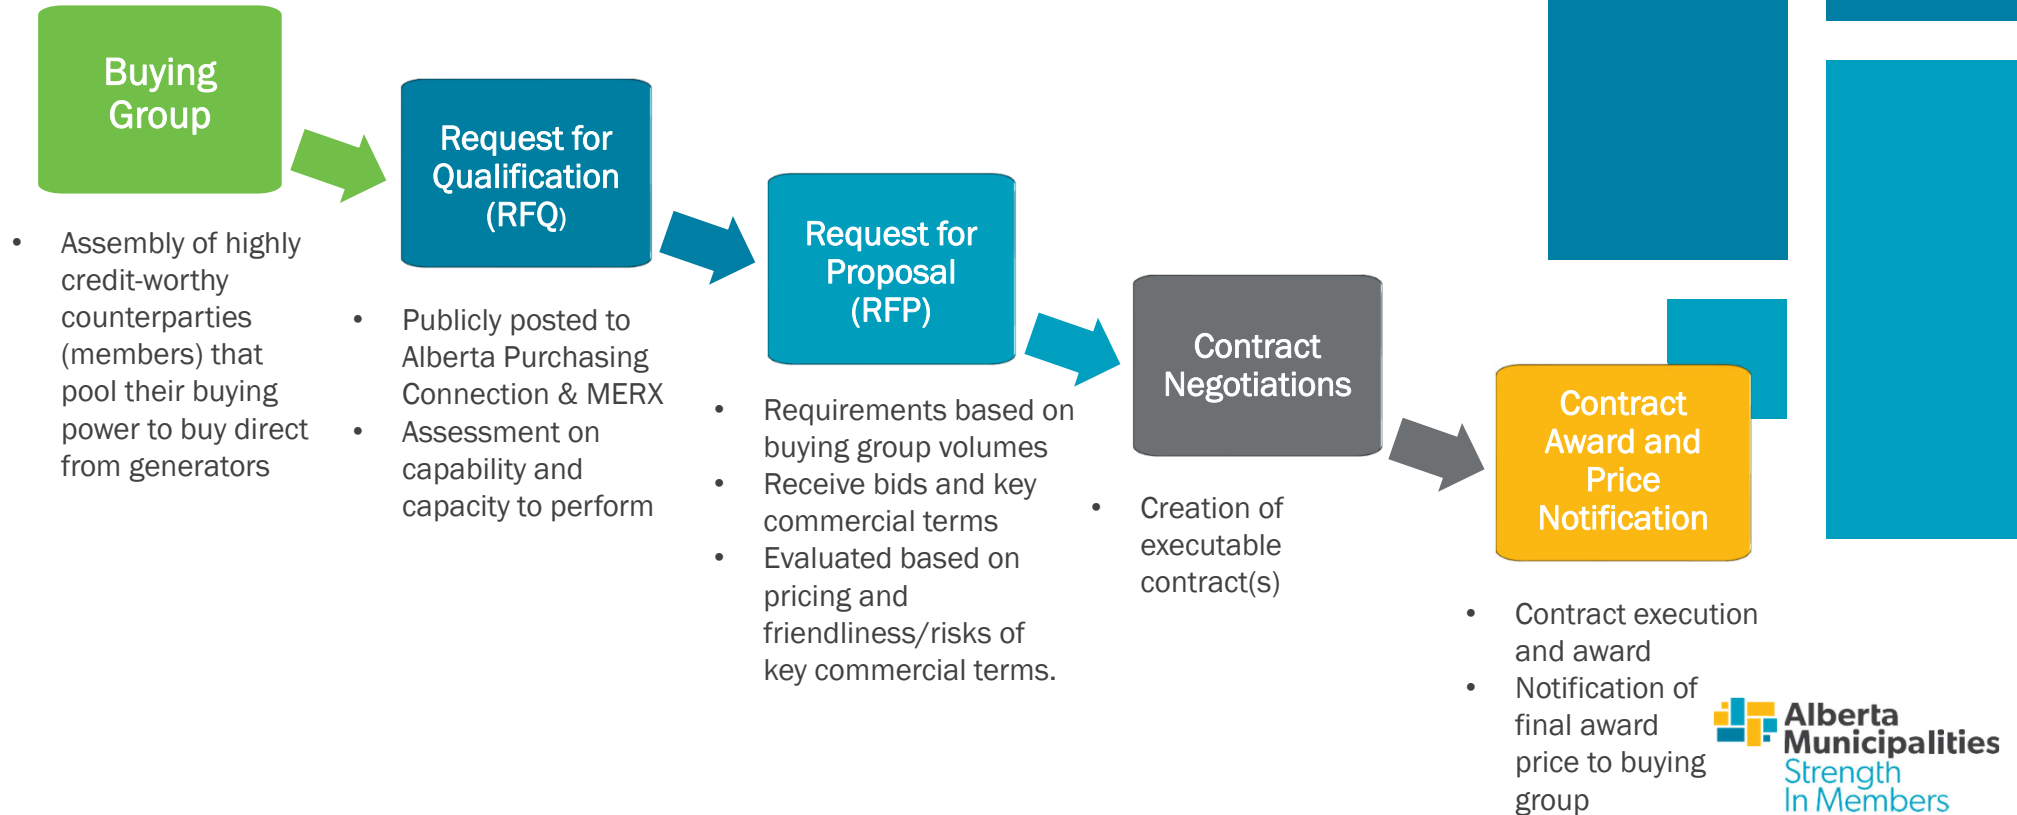 Buying
Group
• Assembly of highly
credit-worthy
counterparties
(members) that
pool their buying
power to buy direct
from generators
Request for
Qualification
(RFQ)
• Publicly posted to
Alberta Purchasing
Connection & MERX
• Assessment on
capability and
capacity to perform
Request for
Proposal
(RFP)
• Requirements based on
buying group volumes
• Receive bids and key
commercial terms
• Evaluated based on
pricing and
friendliness/risks of
key commercial terms.
Contract
Negotiations
• Creation of
executable
contract(s)
Contract
Award and
Price
Notification
• Contract execution
and award
• Notification of
final award
price to buying
group
Alberta
Municipalities
Strength
In Members